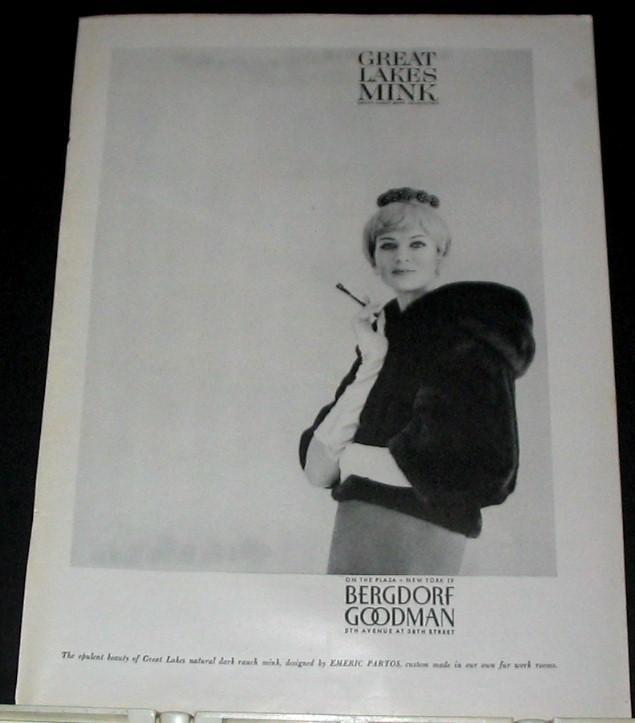 GREAT
LAKES
MINK
ON THE PLAZA • NEW YORK 19
BERGDORF
GOODMAN
5TH AVENUE AT 58TH STREET
The opulent beauty of Great Lakes natural dark ranch mink, designed by EMERIC PARTOS, custom made in our own fur work rooms.